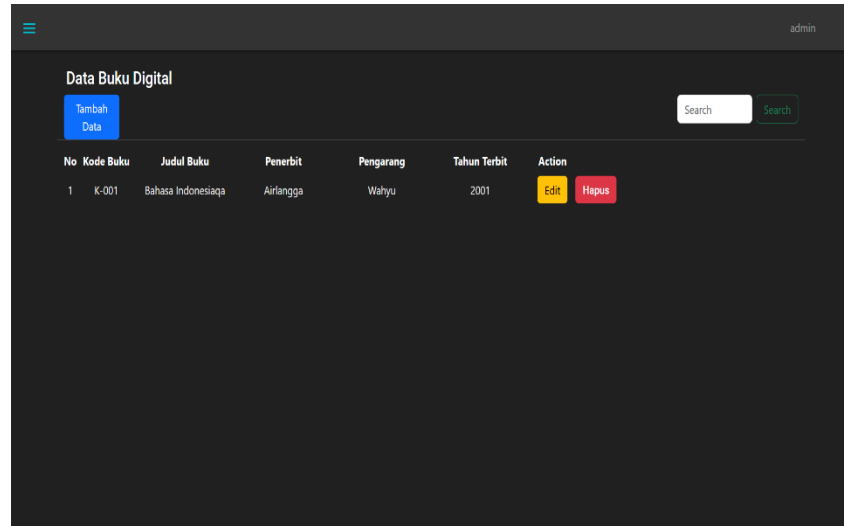 admin
Data Buku Digital
Tambah
Data
Search Search
No Kode Buku Judul Buku Penerbit Pengarang Tahun Terbit Action
1 K-001 Bahasa Indonesiaqa Airlangga Wahyu 2001 Edit Hapus